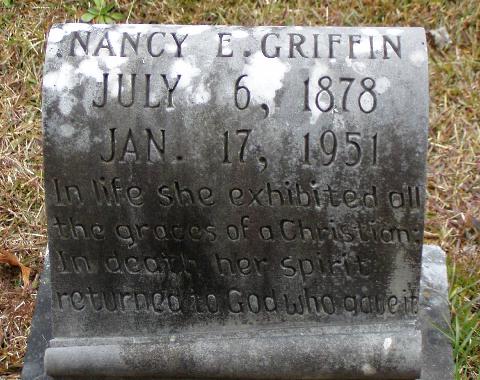 NANCY E. GRIFFIN
JULY 6, 1878
JAN. 17, 1951
In life she exhibited all
the graces of a Christian:
In death her spirit
returned to God who gave it